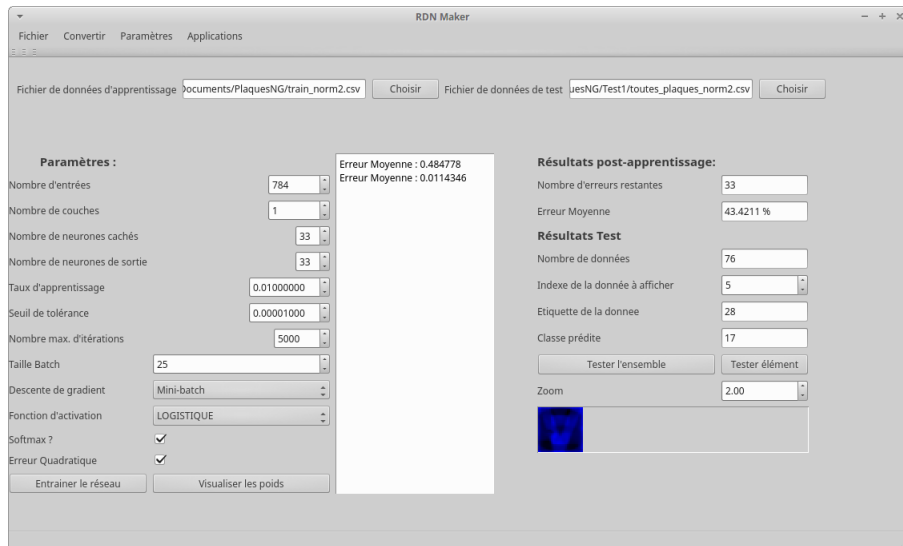 RDN Maker
Fichier Convertir Paramètres Applications
Fichier de données d'apprentissage ocuments/PlaquesNG/train_norm2.csv Choisir Fichier de données de test uesNG/Test1/toutes_plaques_norm2.csv Choisir
Paramètres :
Nombre d'entrées 784
Nombre de couches 1
Nombre de neurones cachés 33
Nombre de neurones de sortie 33
Taux d'apprentissage 0.01000000
Seuil de tolérance 0.00001000
Nombre max. d'itérations 5000
Taille Batch 25
Descente de gradient Mini-batch
Fonction d'activation LOGISTIQUE
Softmax ?
Erreur Quadratique
Entrainer le réseau Visualiser les poids
Erreur Moyenne : 0.484778
Erreur Moyenne : 0.0114346
Résultats post-apprentissage:
Nombre d'erreurs restantes 33
Erreur Moyenne 43.4211 %
Résultats Test
Nombre de données 76
Indexe de la donnée à afficher 5
Etiquette de la donnee 28
Classe prédite 17
Tester l'ensemble Tester élément
Zoom 2.00